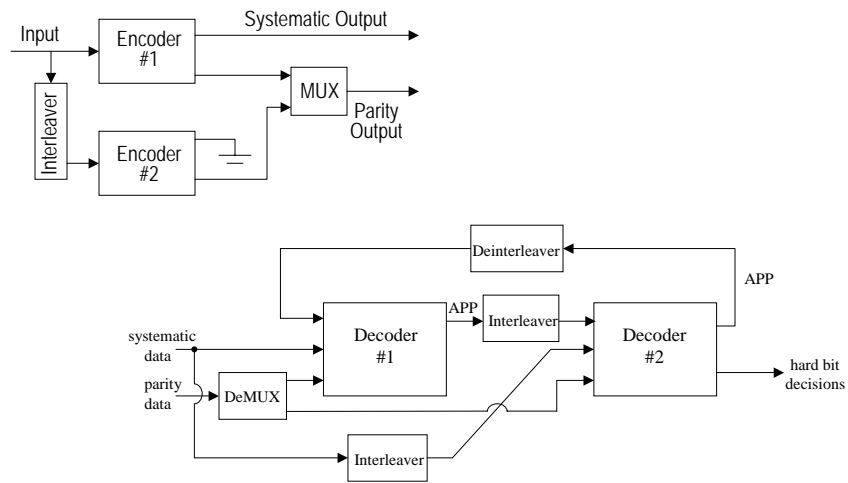 Systematic Output
Input
Encoder
#1
MUX
Parity
Output
Interleaver
Encoder
#2
Deinterleaver
APP
APP
Interleaver
Decoder
#1
Decoder
#2
systematic
data
hard bit
decisions
parity
data
DeMUX
Interleaver